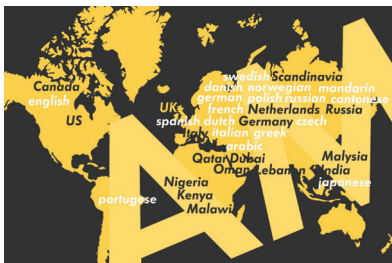 swedish Scandinavia
Canada danish norwegian mandarin
english german polish russian cantonese
UK french Netherlands Russia
US spanish dutch Germany czech
Italy italian greek
arabic
Qatar Dubai Malysia
Oman Lebanon India
Nigeria japanese
Kenya
portugese Malawi